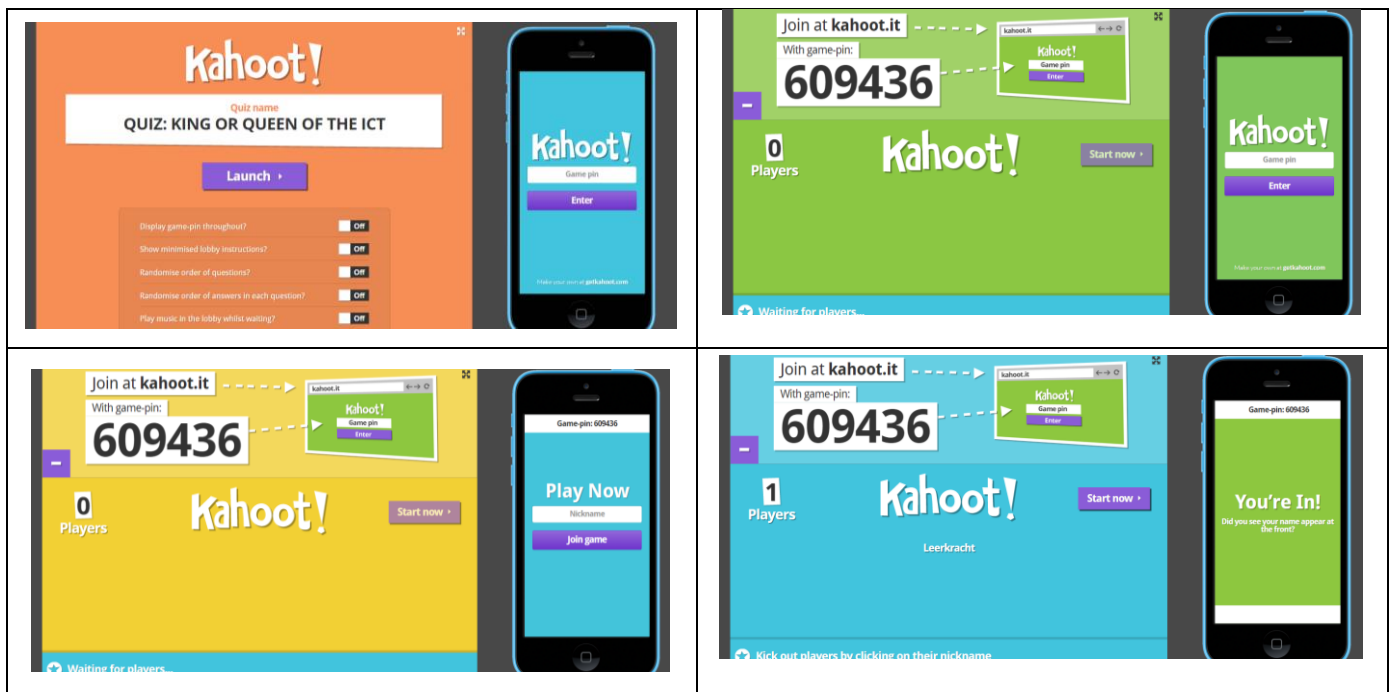 Kahoot!
Quiz name
QUIZ: KING OR QUEEN OF THE ICT
Launch
Display game-pin throughout? Off
Show minimised lobby instructions? Off
Randomise order of questions? Off
Randomise order of answers in each question? Off
Play music in the lobby whilst waiting? Off
Kahoot!
Game pin
Enter
Make your own at getkahoot.com
Join at kahoot.it
With game-pin:
609436
kahoot.it
Kahoot!
Game pin
Enter
0
Players
Kahoot!
Start now
Waiting for players...
Kahoot!
Game pin
Enter
Make your own at getkahoot.com
Join at kahoot.it
With game-pin:
609436
kahoot.it
Kahoot!
Game pin
Enter
0
Players
Kahoot!
Start now
Waiting for players...
Game-pin: 609436
Play Now
Nickname
Join game
Join at kahoot.it
With game-pin:
609436
kahoot.it
Kahoot!
Game pin
Enter
1
Players
Kahoot!
Start now
Leerkracht
Kick out players by clicking on their nickname
Game-pin: 609436
You're In!
Did you see your name appear at
the front?